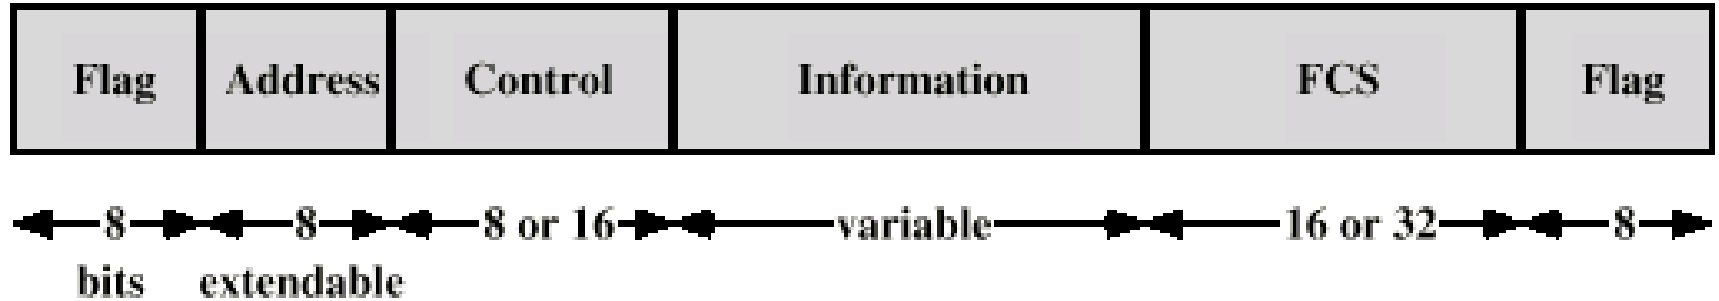 Flag Address Control Information FCS Flag
8 8 8 or 16 variable 16 or 32 8
bits extendable